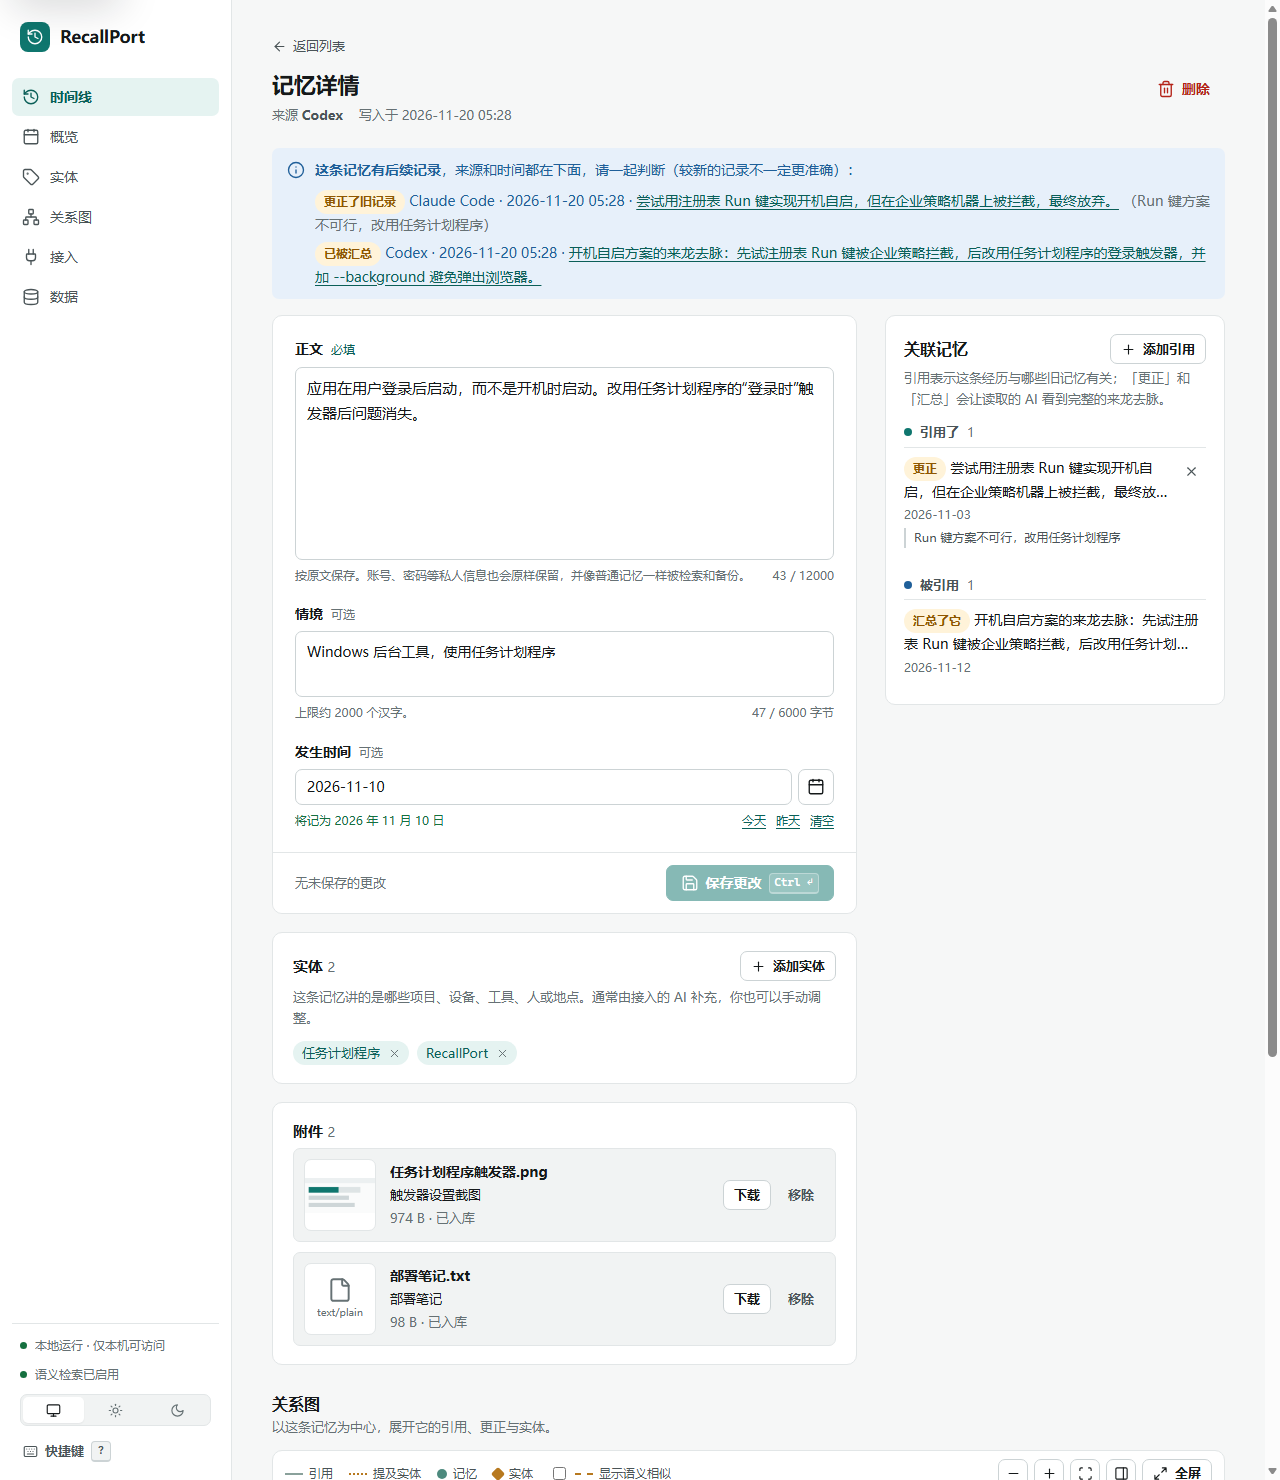 RecallPort
时间线
概览
实体
关系图
接入
数据
本地运行 · 仅本机可访问
语义检索已启用
快捷键 ?
返回列表
记忆详情
来源 Codex 写入于 2026-11-20 05:28
删除
这条记忆有后续记录，来源和时间都在下面，请一起判断（较新的记录不一定更准确）：
更正了旧记录 Claude Code · 2026-11-20 05:28 · 尝试用注册表 Run 键实现开机自启，但在企业策略机器上被拦截，最终放弃。 （Run 键方案
不可行，改用任务计划程序）
已被汇总 Codex · 2026-11-20 05:28 · 开机自启方案的来龙去脉：先试注册表 Run 键被企业策略拦截，后改用任务计划程序的登录触发器，并
加 --background 避免弹出浏览器。
正文 必填
应用在用户登录后启动，而不是开机时启动。改用任务计划程序的“登录时”触
发器后问题消失。
按原文保存。账号、密码等私人信息也会原样保留，并像普通记忆一样被检索和备份。 43 / 12000
情境 可选
Windows 后台工具，使用任务计划程序
上限约 2000 个汉字。 47 / 6000 字节
发生时间 可选
2026-11-10
将记为 2026 年 11 月 10 日 今天 昨天 清空
无未保存的更改 保存更改 Ctrl ⏎
关联记忆 添加引用
引用表示这条经历与哪些旧记忆有关；「更正」和
「汇总」会让读取的 AI 看到完整的来龙去脉。
引用了 1
更正 尝试用注册表 Run 键实现开机自
启，但在企业策略机器上被拦截，最终放...
2026-11-03
Run 键方案不可行，改用任务计划程序
被引用 1
汇总了它 开机自启方案的来龙去脉：先试注册
表 Run 键被企业策略拦截，后改用任务计划...
2026-11-12
实体 2 添加实体
这条记忆讲的是哪些项目、设备、工具、人或地点。通常由接入的 AI 补充，你也可以手动调
整。
任务计划程序 RecallPort
附件 2
任务计划程序触发器.png
触发器设置截图
974 B · 已入库
下载 移除
text/plain
部署笔记.txt
部署笔记
98 B · 已入库
下载 移除
关系图
以这条记忆为中心，展开它的引用、更正与实体。
引用 提及实体 记忆 实体 显示语义相似 全屏